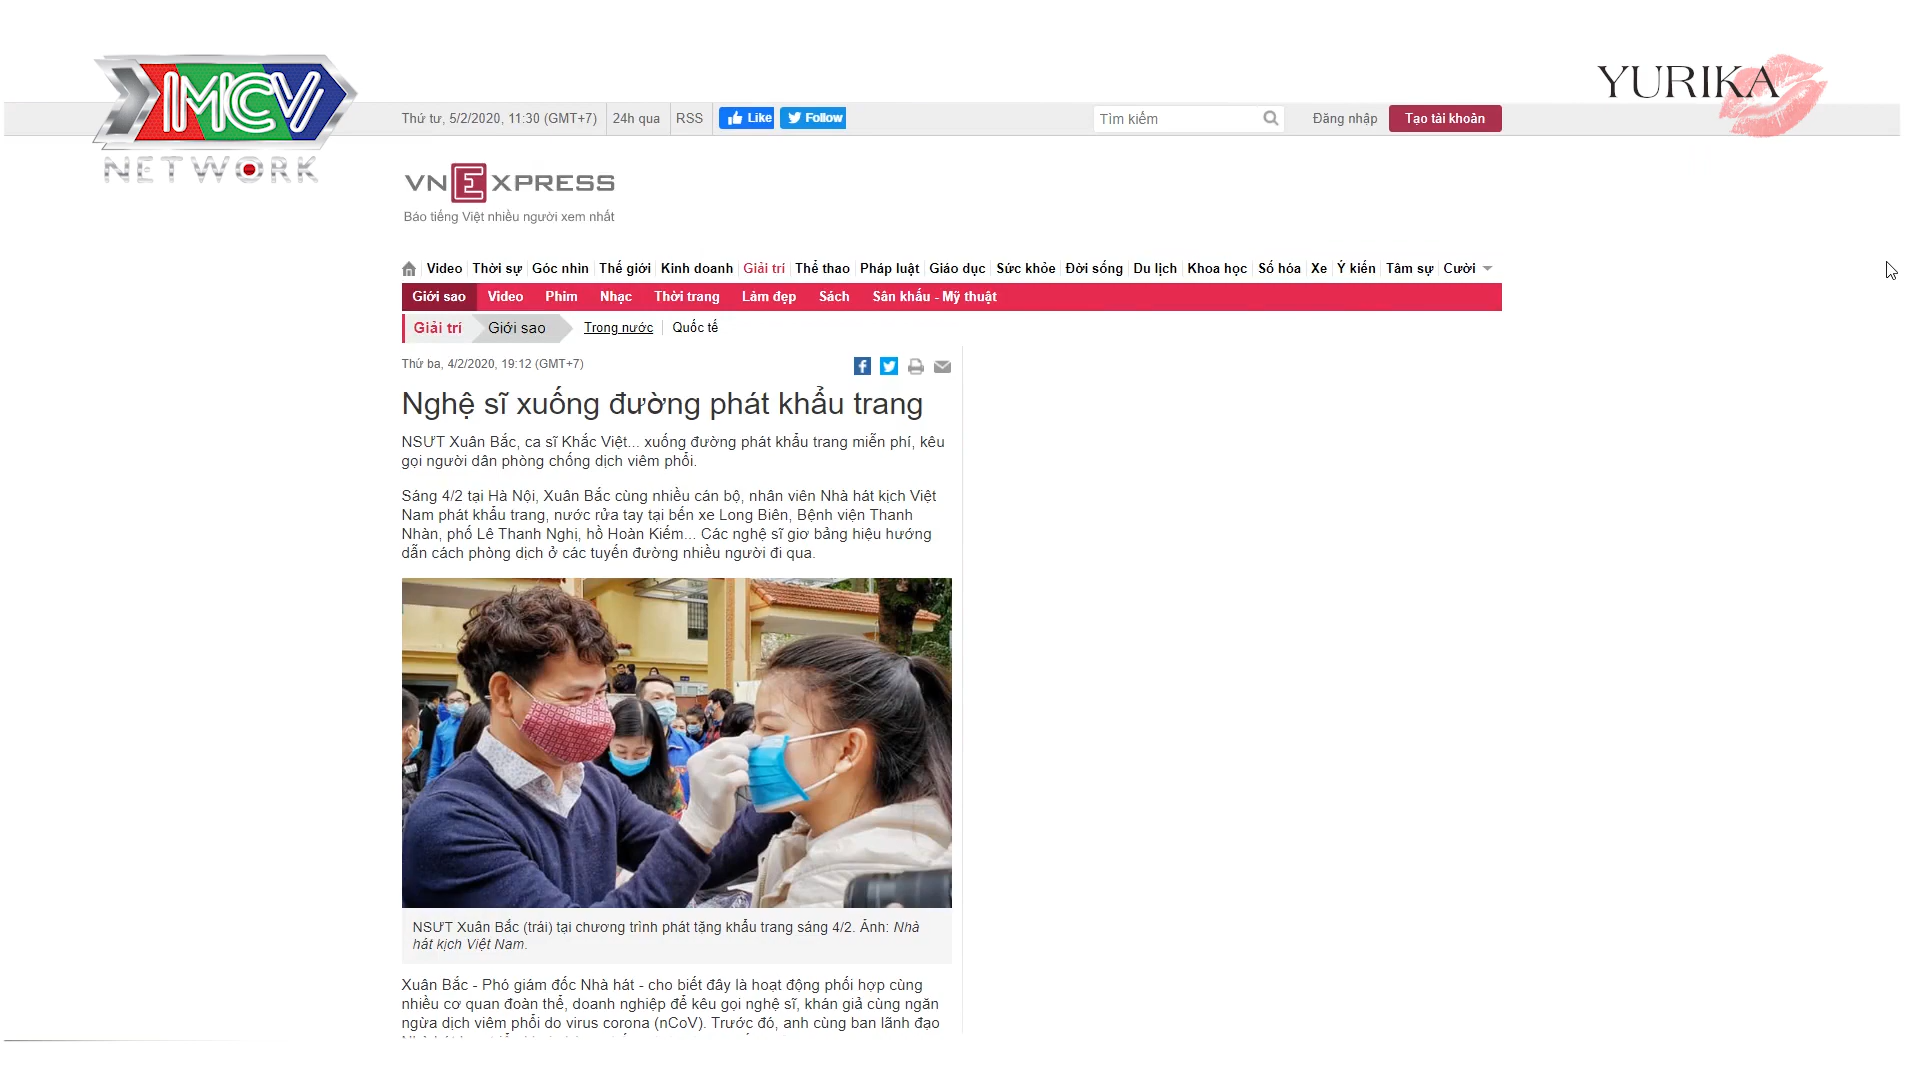 MCV
NETWORK
YURIKA
Thứ tư, 5/2/2020, 11:30 (GMT+7) 24h qua RSS Like Follow Tìm kiếm Đăng nhập Tạo tài khoản
VNEXPRESS
Báo tiếng Việt nhiều người xem nhất
Video Thời sự Góc nhìn Thế giới Kinh doanh Giải trí Thể thao Pháp luật Giáo dục Sức khỏe Đời sống Du lịch Khoa học Số hóa Xe Ý kiến Tâm sự Cười
Giới sao Video Phim Nhạc Thời trang Làm đẹp Sách Sân khấu - Mỹ thuật
Giải trí Giới sao Trong nước Quốc tế
Thứ ba, 4/2/2020, 19:12 (GMT+7)
Nghệ sĩ xuống đường phát khẩu trang
NSƯT Xuân Bắc, ca sĩ Khắc Việt... xuống đường phát khẩu trang miễn phí, kêu
gọi người dân phòng chống dịch viêm phổi.
Sáng 4/2 tại Hà Nội, Xuân Bắc cùng nhiều cán bộ, nhân viên Nhà hát kịch Việt
Nam phát khẩu trang, nước rửa tay tại bến xe Long Biên, Bệnh viện Thanh
Nhàn, phố Lê Thanh Nghị, hồ Hoàn Kiếm... Các nghệ sĩ giơ bảng hiệu hướng
dẫn cách phòng dịch ở các tuyến đường nhiều người đi qua.
NSƯT Xuân Bắc (trái) tại chương trình phát tặng khẩu trang sáng 4/2. Ảnh: Nhà
hát kịch Việt Nam.
Xuân Bắc - Phó giám đốc Nhà hát - cho biết đây là hoạt động phối hợp cùng
nhiều cơ quan đoàn thể, doanh nghiệp để kêu gọi nghệ sĩ, khán giả cùng ngăn
ngừa dịch viêm phổi do virus corona (nCoV). Trước đó, anh cùng ban lãnh đạo